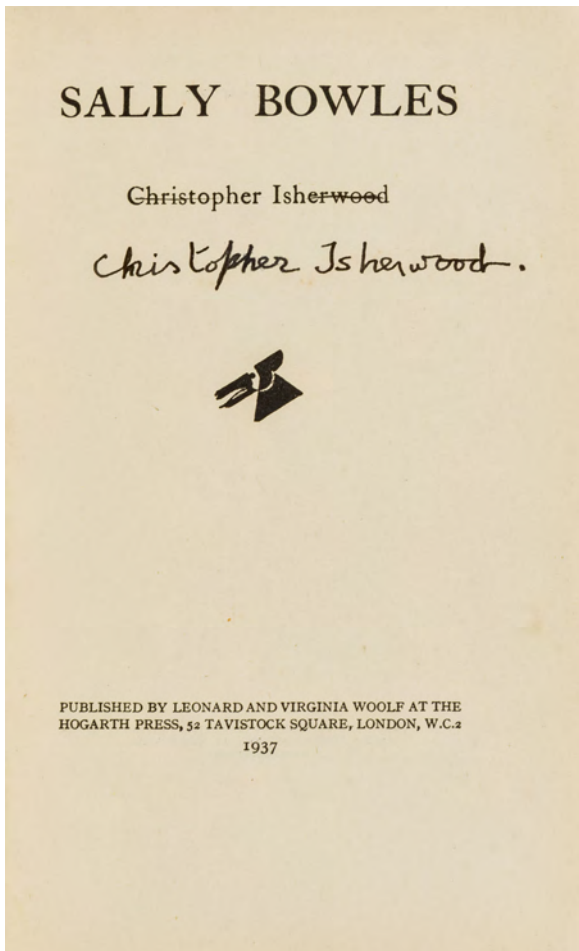 SALLY BOWLES
Christopher Isherwood
Christopher Isherwood.
PUBLISHED BY LEONARD AND VIRGINIA WOOLF AT THE
HOGARTH PRESS, 52 TAVISTOCK SQUARE, LONDON, W.C.2
1937